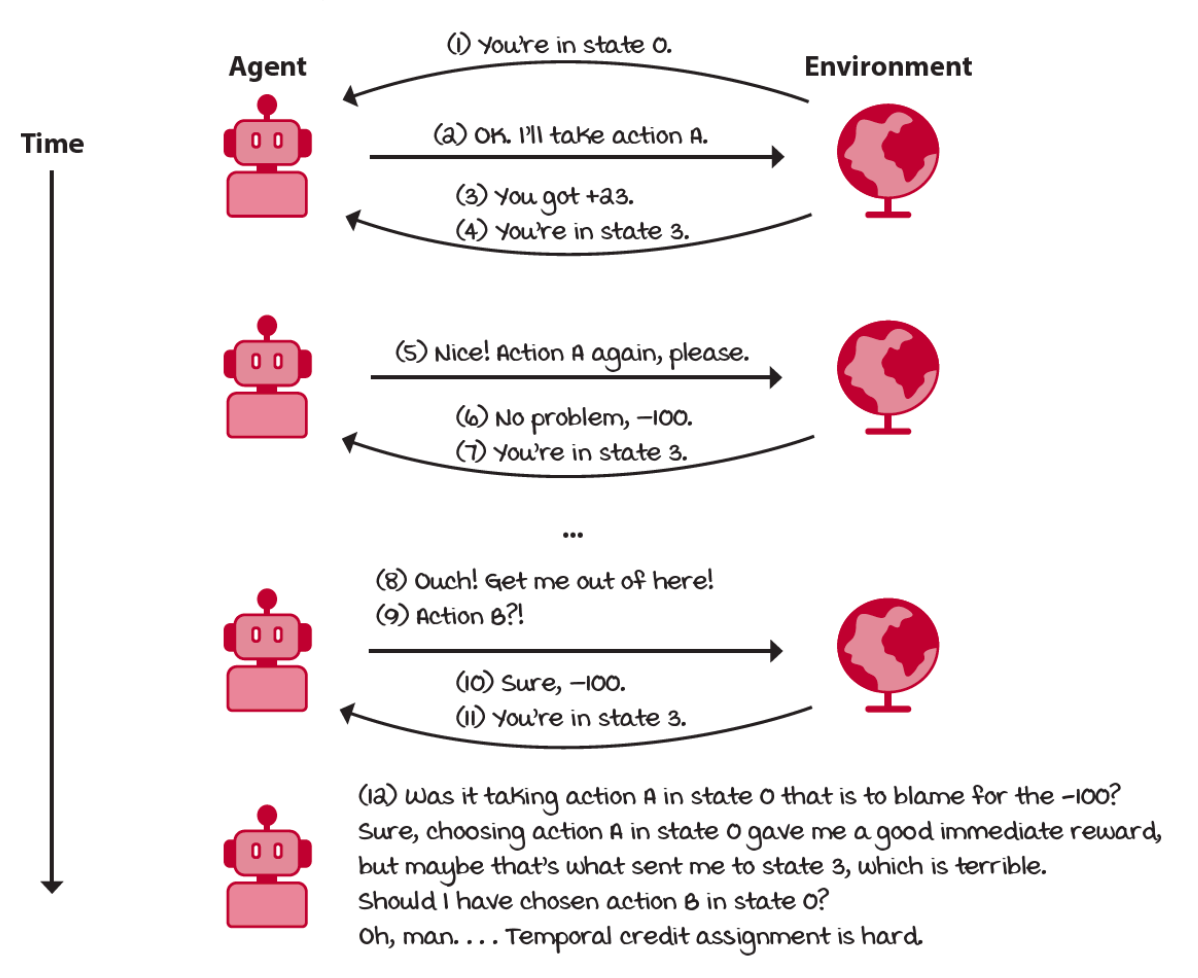 (1) You're in state 0.
Agent
Environment
Time
(2) OK. I'll take action A.
(3) You got +23.
(4) You're in state 3.
(5) Nice! Action A again, please.
(6) No problem, –100.
(7) You're in state 3.
...
(8) Ouch! Get me out of here!
(9) Action B?!
(10) Sure, –100.
(11) You're in state 3.
(12) Was it taking action A in state 0 that is to blame for the –100?
Sure, choosing action A in state 0 gave me a good immediate reward,
but maybe that's what sent me to state 3, which is terrible.
Should I have chosen action B in state 0?
Oh, man. . . . Temporal credit assignment is hard.